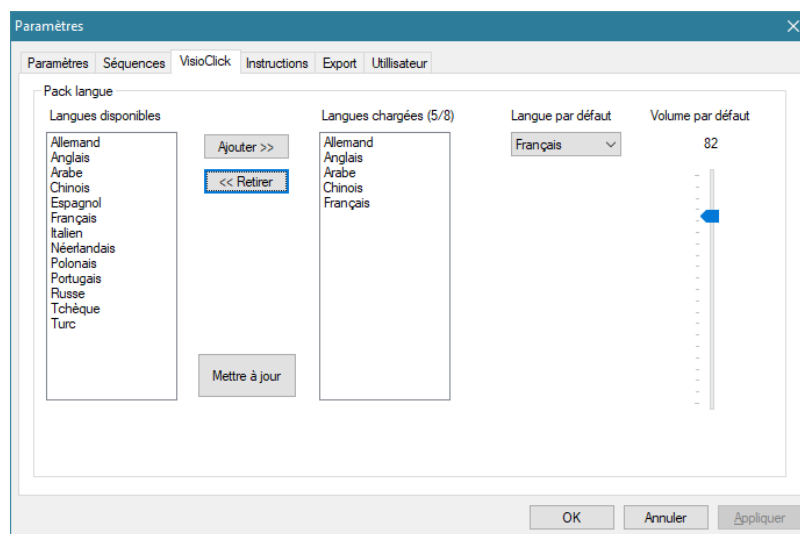 Paramètres
Paramètres Séquences VisioClick Instructions Export Utilisateur
Pack langue
Langues disponibles
Allemand
Anglais
Arabe
Chinois
Espagnol
Français
Italien
Néerlandais
Polonais
Portugais
Russe
Tchèque
Turc
Ajouter >>
<< Retirer
Mettre à jour
Langues chargées (5/8)
Allemand
Anglais
Arabe
Chinois
Français
Langue par défaut
Français
Volume par défaut
82
OK Annuler Appliquer